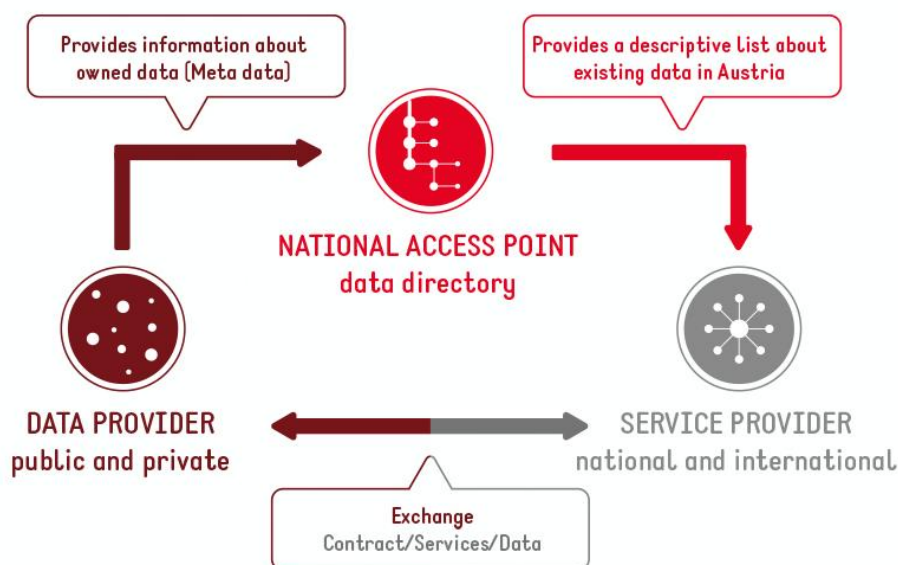 Provides information about
owned data (Meta data)
Provides a descriptive list about
existing data in Austria
NATIONAL ACCESS POINT
data directory
DATA PROVIDER
public and private
SERVICE PROVIDER
national and international
Exchange
Contract/Services/Data